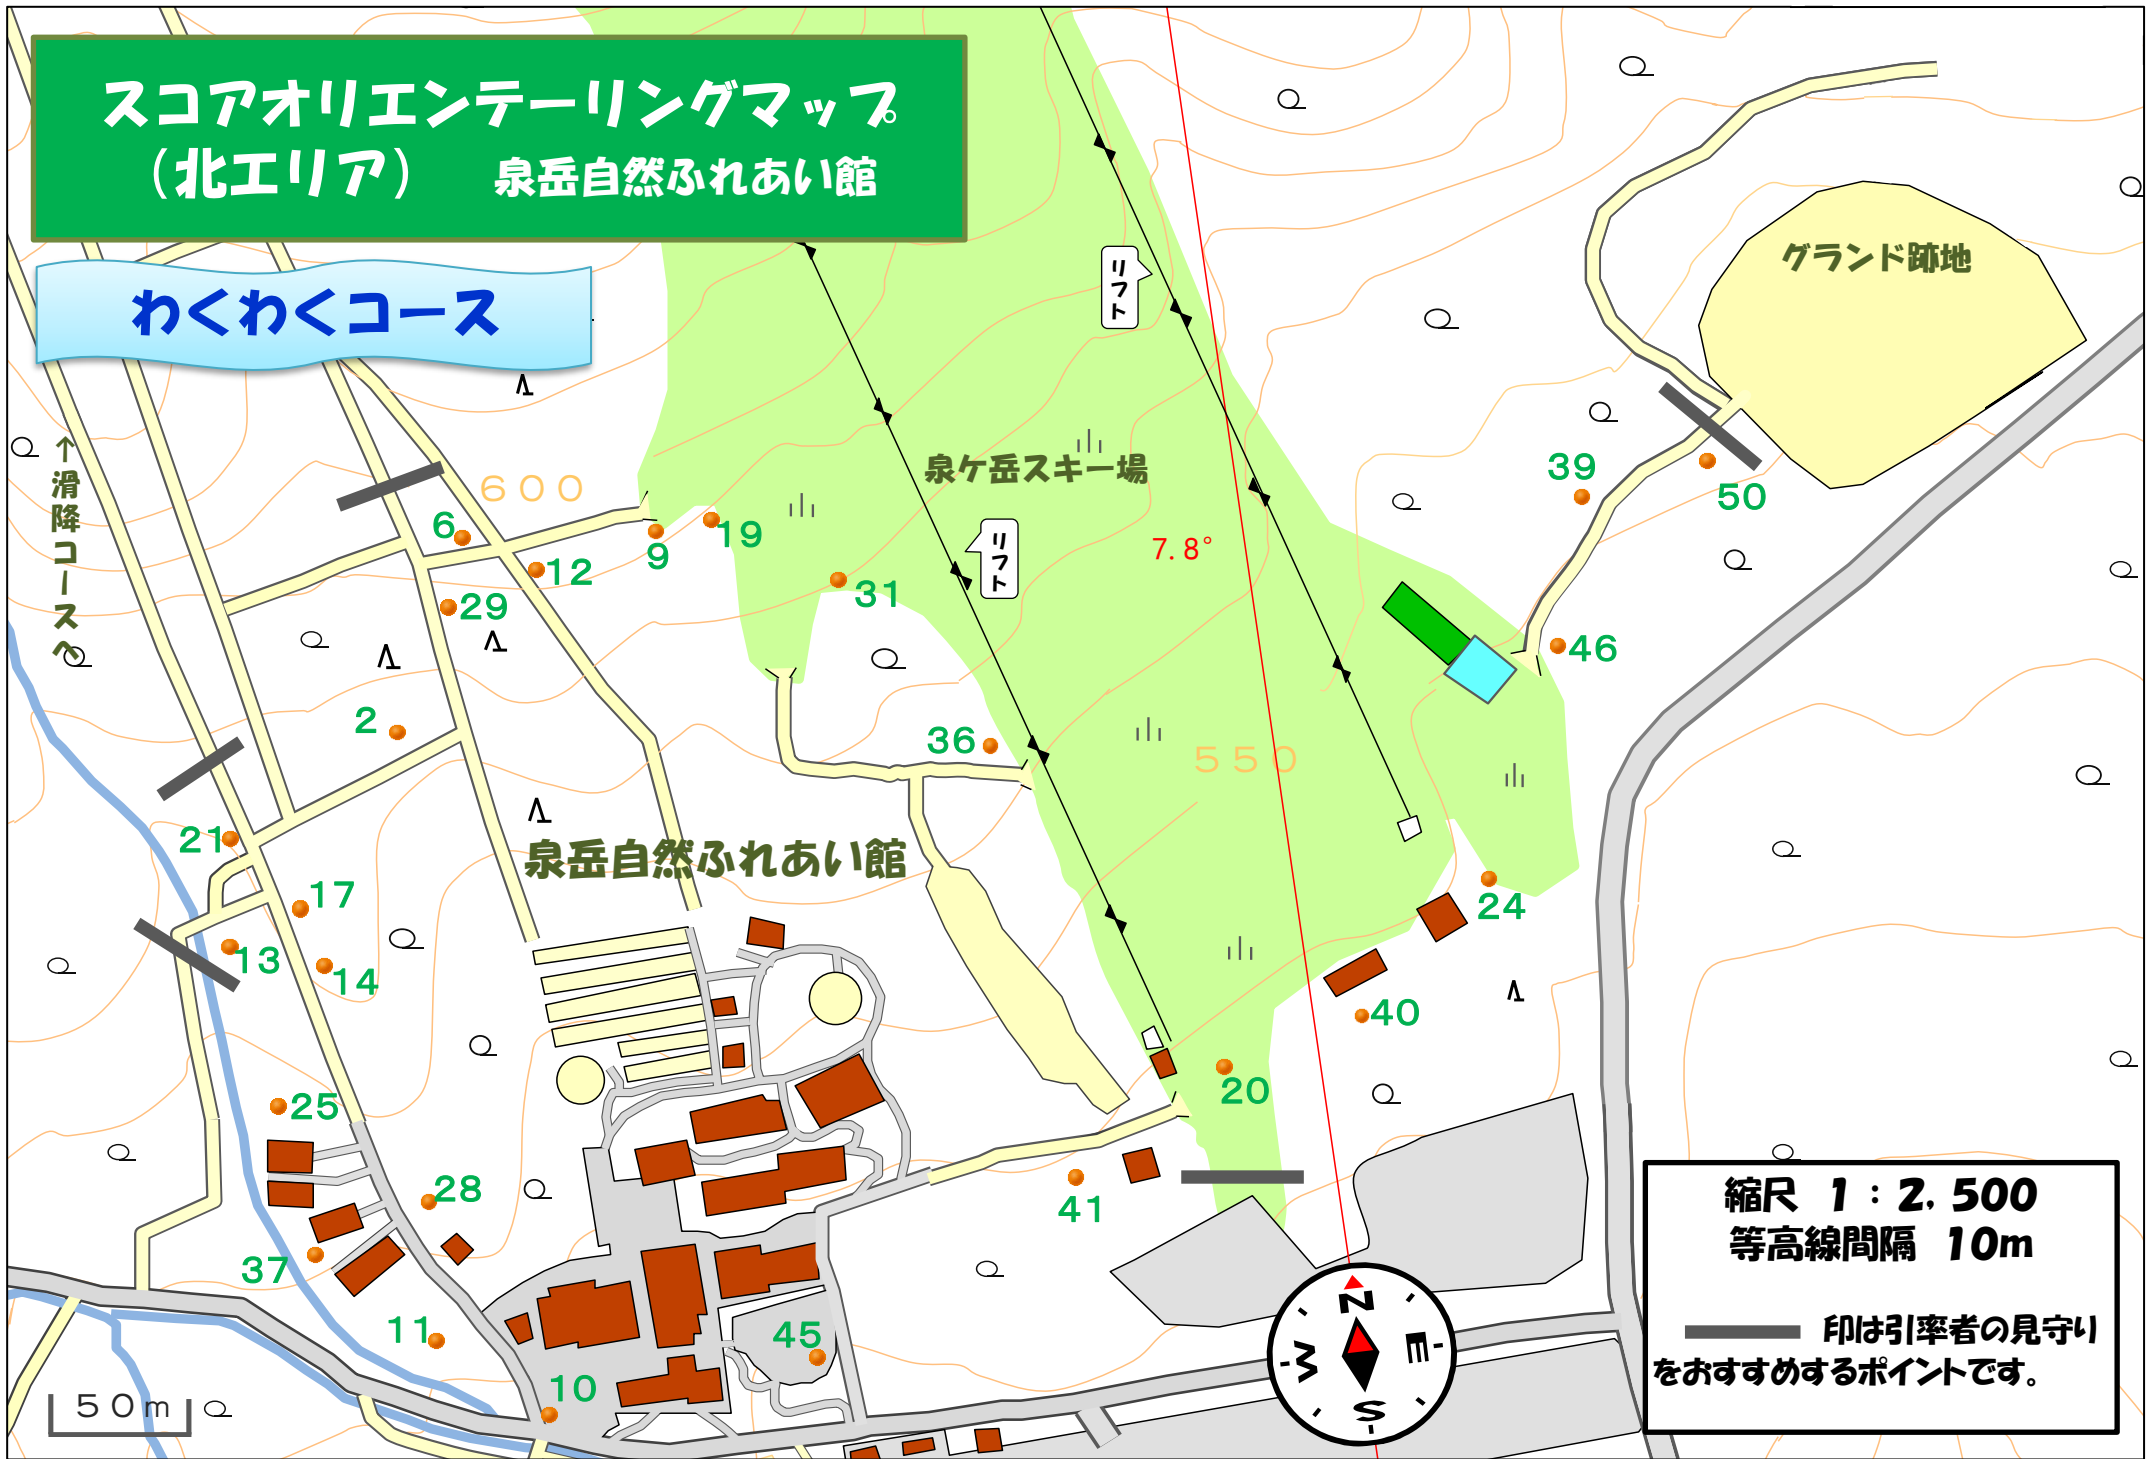 スコアオリエンテーリングマップ
（北エリア）　泉岳自然ふれあい館
わくわくコース
リフト
グランド跡地
↑滑降コースへ
600
泉ケ岳スキー場
リフト
7.8°
39
50
6
12
9
19
31
29
46
2
36
550
21
泉岳自然ふれあい館
17
24
13
14
40
25
20
28
41
37
11
45
10
50m
N
E
S
W
縮尺　1：2,500
等高線間隔　10m
印は引率者の見守り
をおすすめするポイントです。